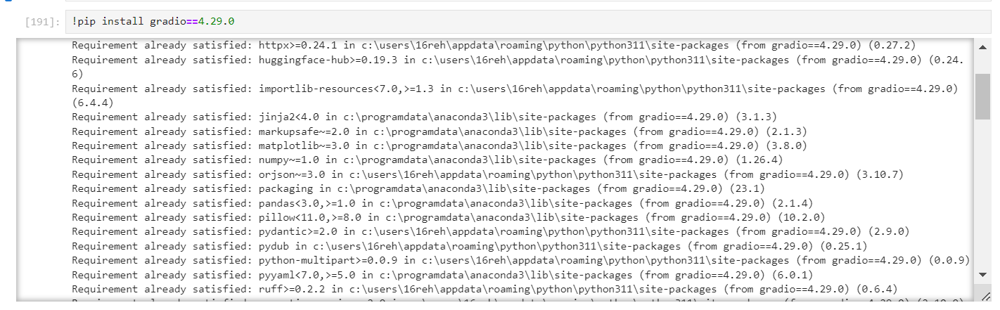 [191]: !pip install gradio==4.29.0
Requirement already satisfied: httpx>=0.24.1 in c:\users\16reh\appdata\roaming\python\python311\site-packages (from gradio==4.29.0) (0.27.2)
Requirement already satisfied: huggingface-hub>=0.19.3 in c:\users\16reh\appdata\roaming\python\python311\site-packages (from gradio==4.29.0) (0.24.
6)
Requirement already satisfied: importlib-resources<7.0,>=1.3 in c:\users\16reh\appdata\roaming\python\python311\site-packages (from gradio==4.29.0)
(6.4.4)
Requirement already satisfied: jinja2<4.0 in c:\programdata\anaconda3\lib\site-packages (from gradio==4.29.0) (3.1.3)
Requirement already satisfied: markupsafe~=2.0 in c:\programdata\anaconda3\lib\site-packages (from gradio==4.29.0) (2.1.3)
Requirement already satisfied: matplotlib~=3.0 in c:\programdata\anaconda3\lib\site-packages (from gradio==4.29.0) (3.8.0)
Requirement already satisfied: numpy~=1.0 in c:\programdata\anaconda3\lib\site-packages (from gradio==4.29.0) (1.26.4)
Requirement already satisfied: orjson~=3.0 in c:\users\16reh\appdata\roaming\python\python311\site-packages (from gradio==4.29.0) (3.10.7)
Requirement already satisfied: packaging in c:\programdata\anaconda3\lib\site-packages (from gradio==4.29.0) (23.1)
Requirement already satisfied: pandas<3.0,>=1.0 in c:\programdata\anaconda3\lib\site-packages (from gradio==4.29.0) (2.1.4)
Requirement already satisfied: pillow<11.0,>=8.0 in c:\programdata\anaconda3\lib\site-packages (from gradio==4.29.0) (10.2.0)
Requirement already satisfied: pydantic>=2.0 in c:\users\16reh\appdata\roaming\python\python311\site-packages (from gradio==4.29.0) (2.9.0)
Requirement already satisfied: pydub in c:\users\16reh\appdata\roaming\python\python311\site-packages (from gradio==4.29.0) (0.25.1)
Requirement already satisfied: python-multipart>=0.0.9 in c:\users\16reh\appdata\roaming\python\python311\site-packages (from gradio==4.29.0) (0.0.9)
Requirement already satisfied: pyyaml<7.0,>=5.0 in c:\programdata\anaconda3\lib\site-packages (from gradio==4.29.0) (6.0.1)
Requirement already satisfied: ruff>=0.2.2 in c:\users\16reh\appdata\roaming\python\python311\site-packages (from gradio==4.29.0) (0.6.4)